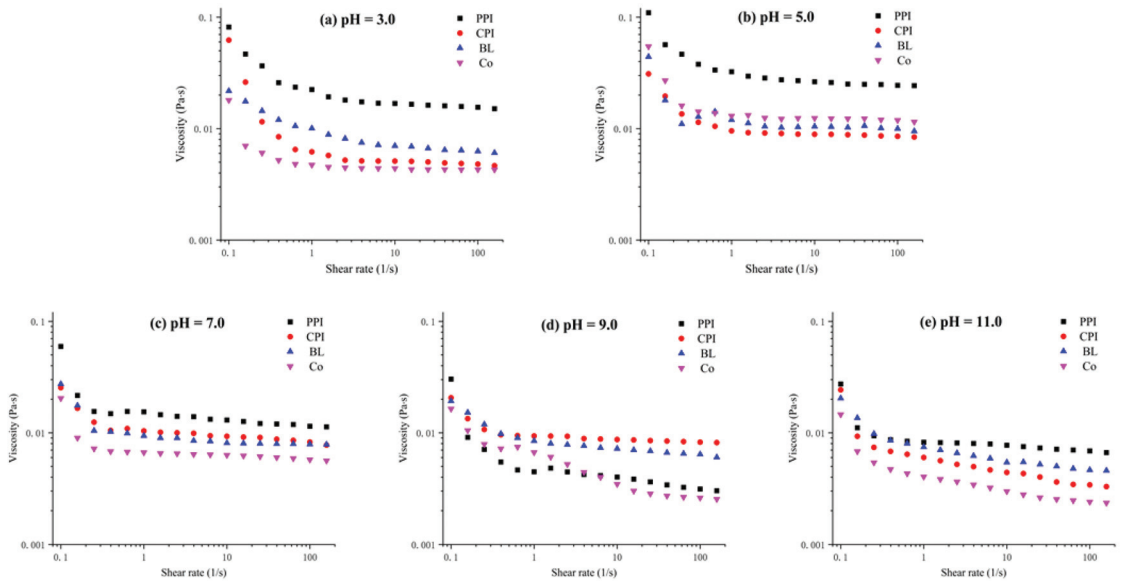 (a) pH = 3.0
PPI
CPI
BL
Co
0.1
0.01
0.001
Viscosity (Pa·s)
0.1
1
10
100
Shear rate (1/s)
(b) pH = 5.0
PPI
CPI
BL
Co
0.1
0.01
0.001
Viscosity (Pa·s)
0.1
1
10
100
Shear rate (1/s)
(c) pH = 7.0
PPI
CPI
BL
Co
0.1
0.01
0.001
Viscosity (Pa·s)
0.1
1
10
100
Shear rate (1/s)
(d) pH = 9.0
PPI
CPI
BL
Co
0.1
0.01
0.001
Viscosity (Pa·s)
0.1
1
10
100
Shear rate (1/s)
(e) pH = 11.0
PPI
CPI
BL
Co
0.1
0.01
0.001
Viscosity (Pa·s)
0.1
1
10
100
Shear rate (1/s)